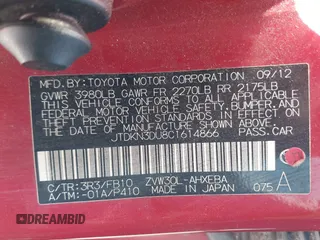 MFD.BY:TOYOTA MOTOR CORPORATION 09/12
GVWR 3980LB GAWR FR 2270LB RR 2175LB
THIS VEHICLE CONFORMS TO ALL APPLICABLE
FEDERAL MOTOR VEHICLE SAFETY, BUMPER,
AND THEFT PREVENTION STANDARDS IN EFFECT
ON THE DATE OF MANUFACTURE SHOWN ABOVE.
JTDKN3DU8C1614866 PASS.CAR
C/TR:3R3/FB10 ZVW30L-AHXEBA
A/TM:-01A/P410 MADE IN JAPAN 075 A
DREAMBID